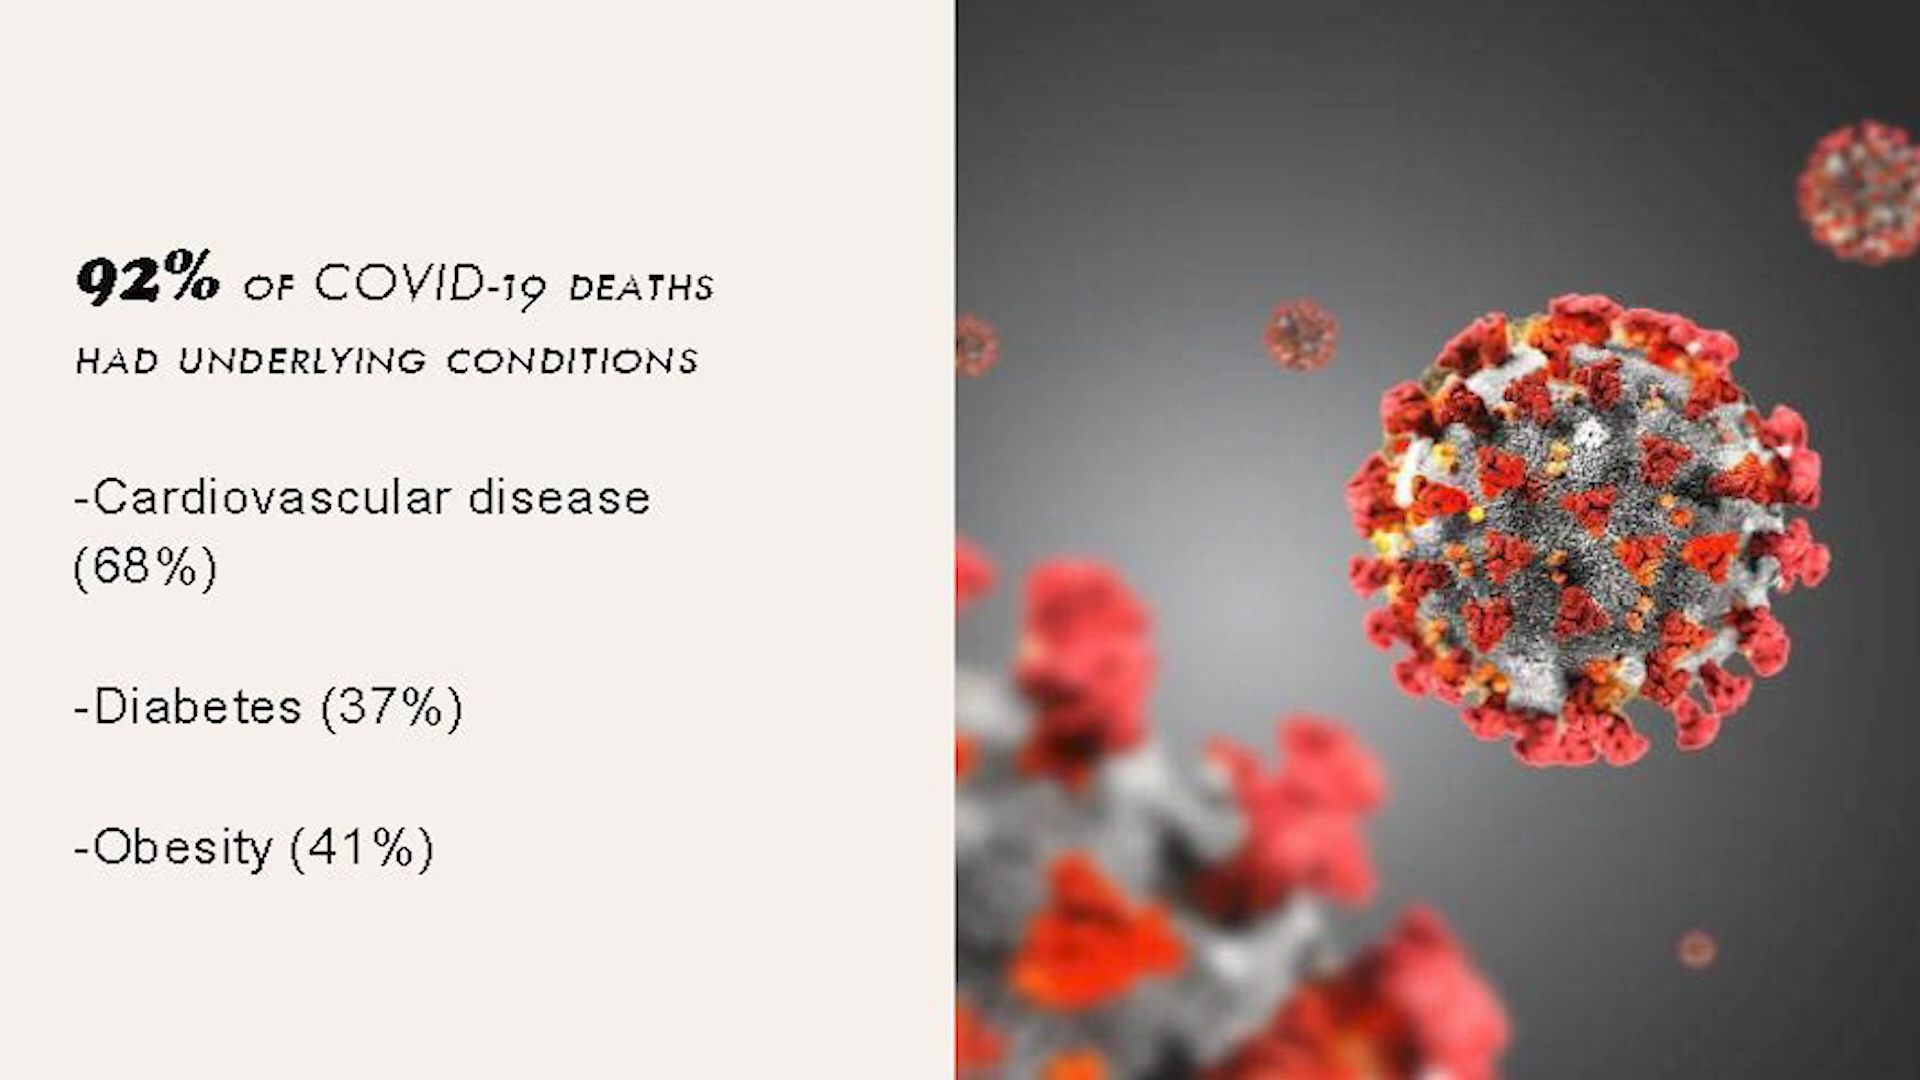 92% OF COVID-19 DEATHS
HAD UNDERLYING CONDITIONS
-Cardiovascular disease
(68%)
-Diabetes (37%)
-Obesity (41%)